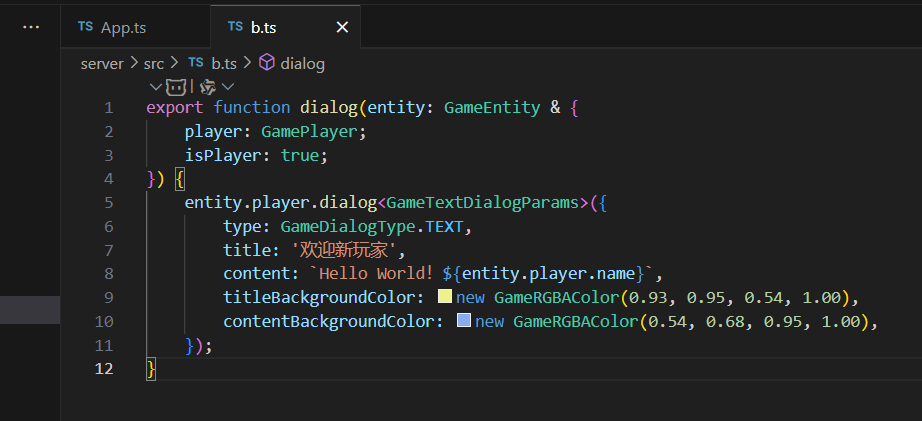 TS App.ts TS b.ts
server src TS b.ts dialog
1 export function dialog(entity: GameEntity & {
2     player: GamePlayer;
3     isPlayer: true;
4 }) {
5     entity.player.dialog<GameTextDialogParams>({
6         type: GameDialogType.TEXT,
7         title: '欢迎新玩家',
8         content: `Hello World! ${entity.player.name}`,
9         titleBackgroundColor: new GameRGBAColor(0.93, 0.95, 0.54, 1.00),
10         contentBackgroundColor: new GameRGBAColor(0.54, 0.68, 0.95, 1.00),
11     });
12 }